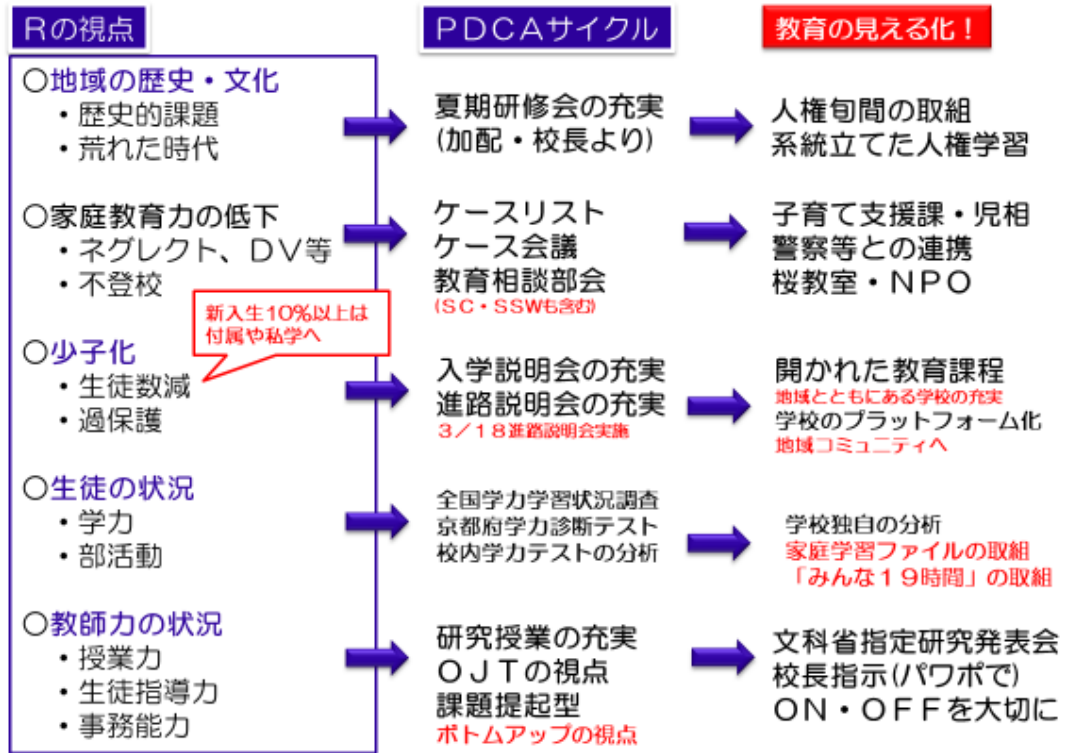 Rの視点
PDCAサイクル
教育の見える化！
○地域の歴史・文化
・歴史的課題
・荒れた時代
夏期研修会の充実
(加配・校長より)
人権旬間の取組
系統立てた人権学習
○家庭教育力の低下
・ネグレクト、DV等
・不登校
ケースリスト
ケース会議
教育相談部会
(SC・SSWも含む)
子育て支援課・児相
警察等との連携
桜教室・NPO
新入生10%以上は
付属や私学へ
○少子化
・生徒数減
・過保護
入学説明会の充実
進路説明会の充実
3／18進路説明会実施
開かれた教育課程
地域とともにある学校の充実
学校のプラットフォーム化
地域コミュニティへ
○生徒の状況
・学力
・部活動
全国学力学習状況調査
京都府学力診断テスト
校内学力テストの分析
学校独自の分析
家庭学習ファイルの取組
「みんな19時間」の取組
○教師力の状況
・授業力
・生徒指導力
・事務能力
研究授業の充実
OJTの視点
課題提起型
ボトムアップの視点
文科省指定研究発表会
校長指示(パワポで)
ON・OFFを大切に